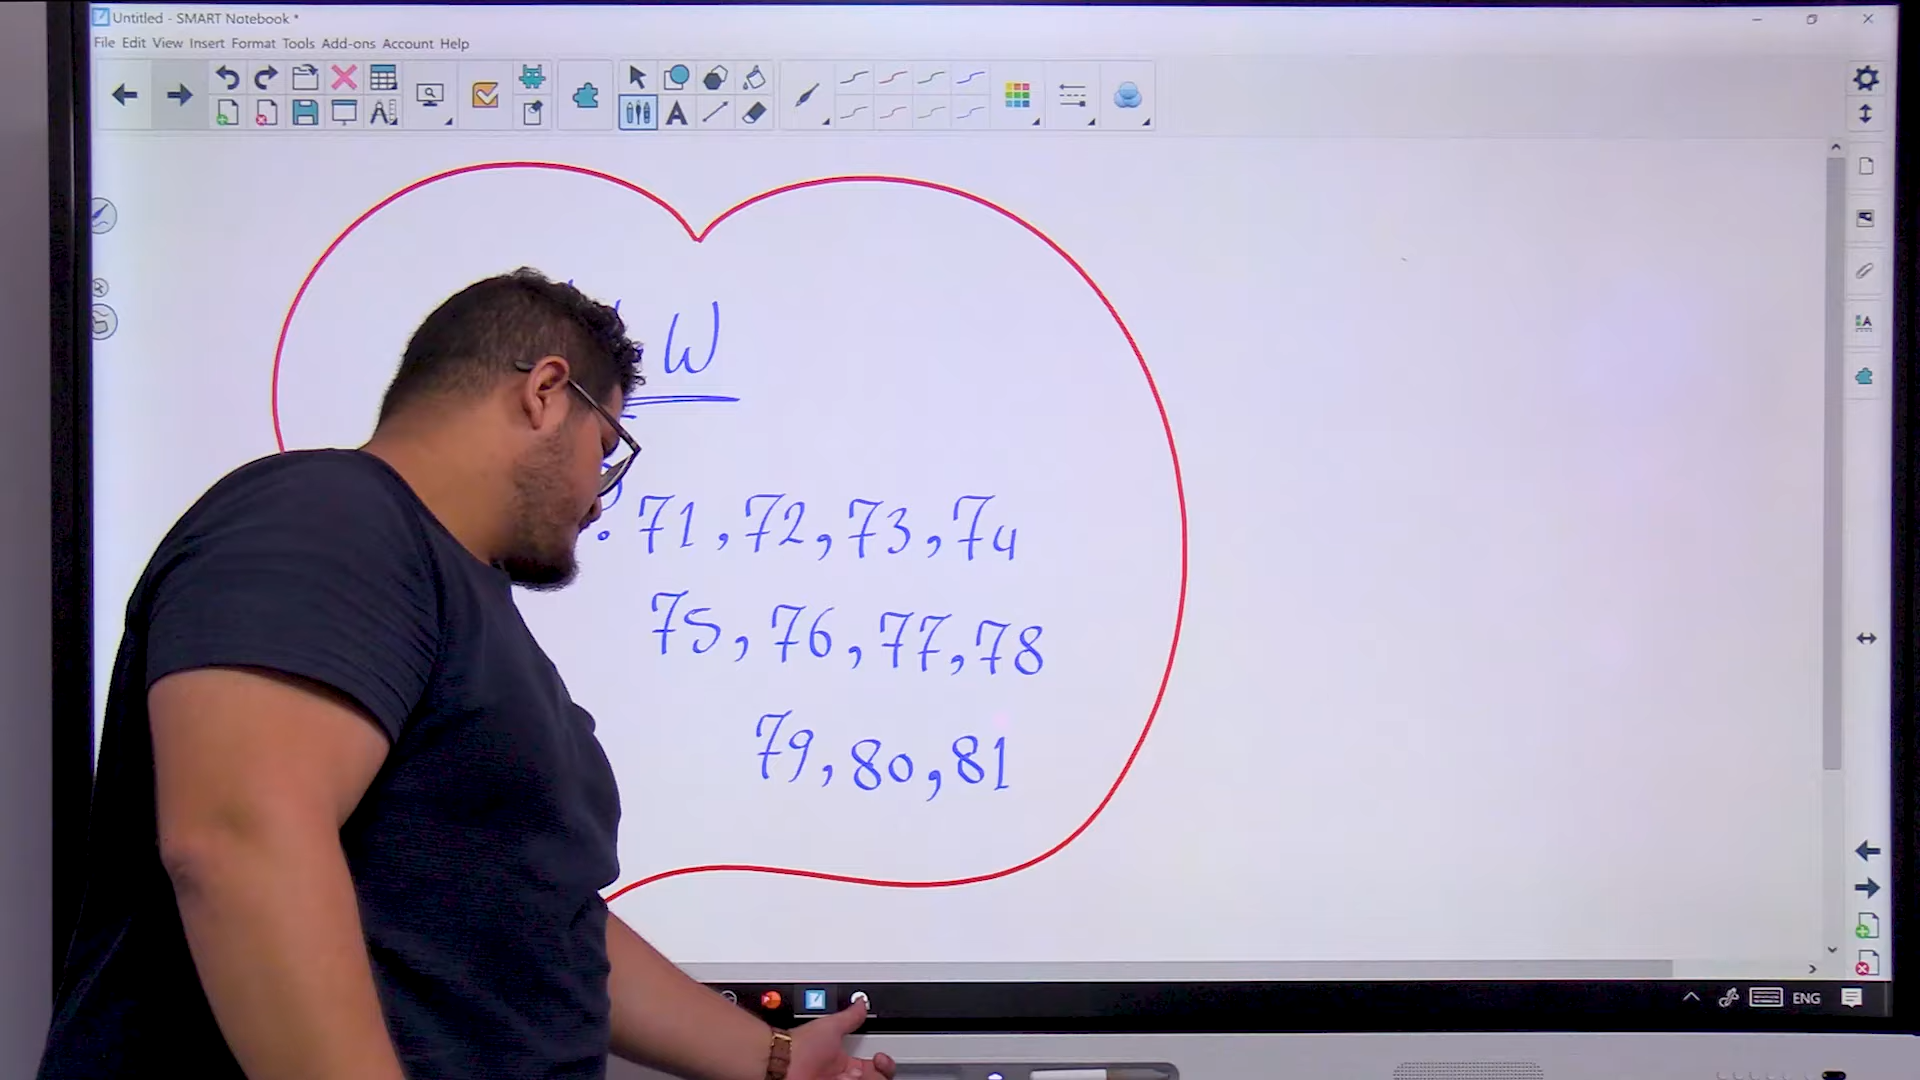 Untitled - SMART Notebook *
File Edit View Insert Format Tools Add-ons Account Help
W
71, 72, 73, 74
75, 76, 77, 78
79, 80, 81
ENG